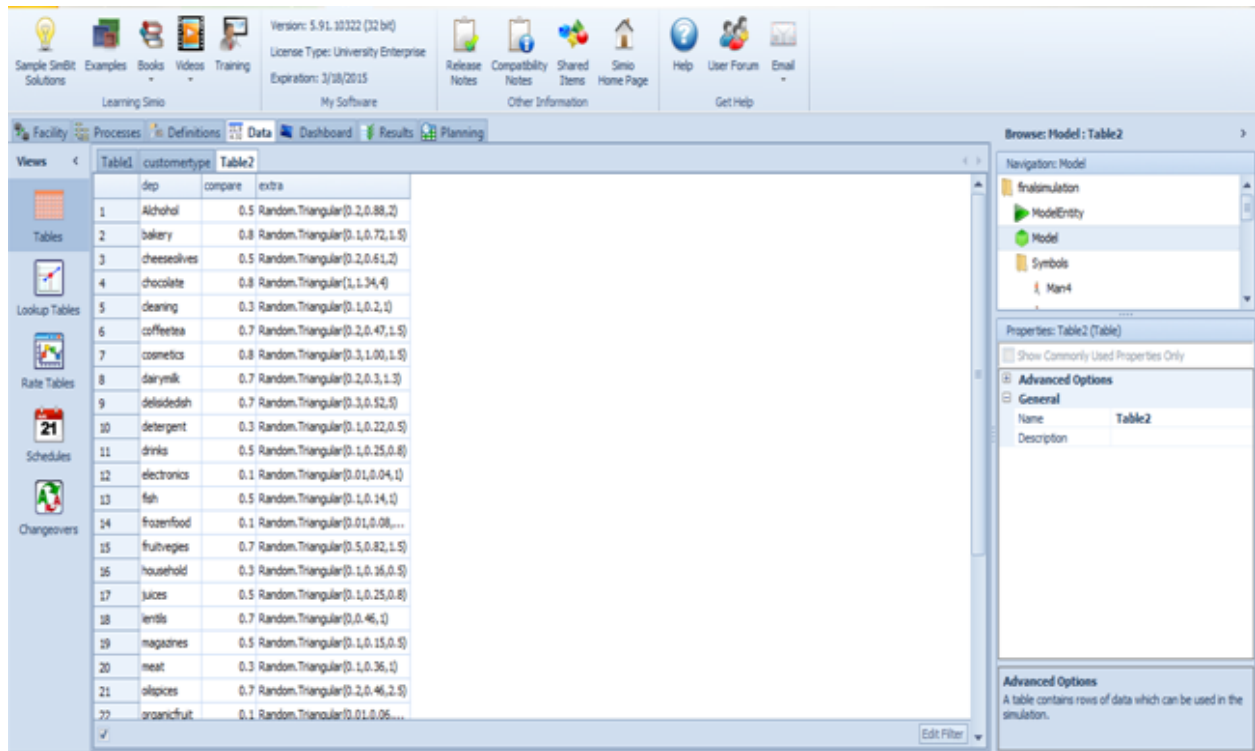 Sample SimBit Solutions
Examples
Books
Videos
Training
Learning Simio
Version: 5.91.10322 (32 bit)
License Type: University Enterprise
Expiration: 3/18/2015
My Software
Release Notes
Compatibility Notes
Shared Items
Simio Home Page
Other Information
Help
User Forum
Email
Get Help
Facility Processes Definitions Data Dashboard Results Planning
Views
Tables
Lookup Tables
Rate Tables
21
Schedules
Changeovers
Table1 customertype Table2
dep compare extra
1 Alchohol 0.5 Random.Triangular(0.2,0.88,2)
2 bakery 0.8 Random.Triangular(0.1,0.72,1.5)
3 cheeseolives 0.5 Random.Triangular(0.2,0.61,2)
4 chocolate 0.8 Random.Triangular(1,1.34,4)
5 cleaning 0.3 Random.Triangular(0.1,0.2,1)
6 coffeetea 0.7 Random.Triangular(0.2,0.47,1.5)
7 cosmetics 0.8 Random.Triangular(0.3,1.00,1.5)
8 dairymilk 0.7 Random.Triangular(0.2,0.3,1.3)
9 delisidedish 0.7 Random.Triangular(0.3,0.52,5)
10 detergent 0.3 Random.Triangular(0.1,0.22,0.5)
11 drinks 0.5 Random.Triangular(0.1,0.25,0.8)
12 electronics 0.1 Random.Triangular(0.01,0.04,1)
13 fish 0.5 Random.Triangular(0.1,0.14,1)
14 frozenfood 0.1 Random.Triangular(0.01,0.08,...
15 fruitvegies 0.7 Random.Triangular(0.5,0.82,1.5)
16 household 0.3 Random.Triangular(0.1,0.16,0.5)
17 juices 0.5 Random.Triangular(0.1,0.25,0.8)
18 lentils 0.7 Random.Triangular(0,0.46,1)
19 magazines 0.5 Random.Triangular(0.1,0.15,0.5)
20 meat 0.3 Random.Triangular(0.1,0.36,1)
21 oilspices 0.7 Random.Triangular(0.2,0.46,2.5)
22 organicfruit 0.1 Random.Triangular(0.01,0.06,...
Edit Filter
Browse: Model : Table2
Navigation: Model
finalsimulation
ModelEntity
Model
Symbols
Man4
Properties: Table2 (Table)
Show Commonly Used Properties Only
Advanced Options
General
Name Table2
Description
Advanced Options
A table contains rows of data which can be used in the
simulation.